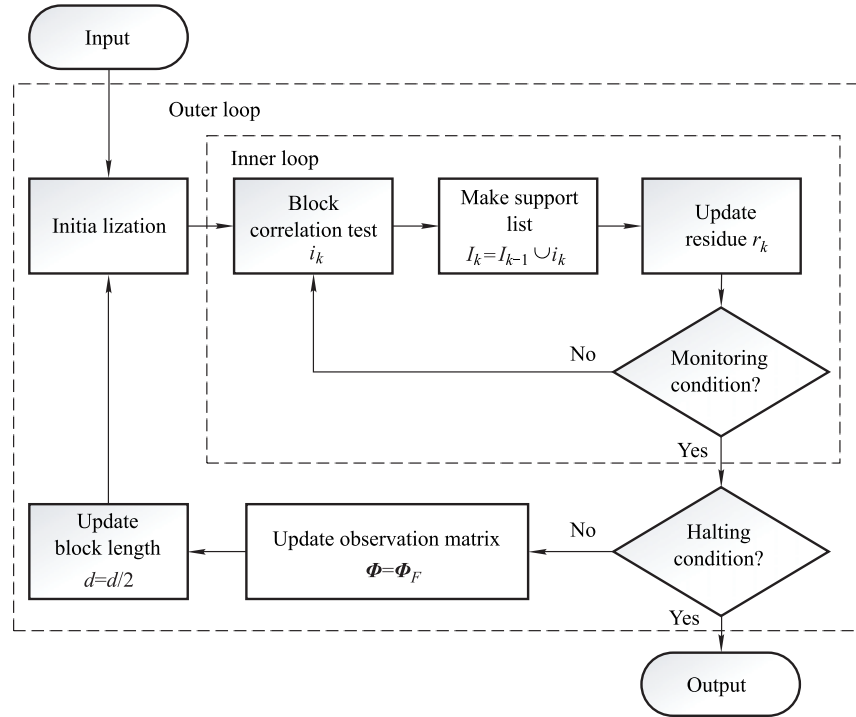 Input
Outer loop
Inner loop
Initia lization
Block
correlation test
i_k
Make support
list
I_k=I_{k–1} ∪ i_k
Update
residue r_k
No
Monitoring
condition?
Yes
Update
block length
d=d/2
Update observation matrix
Φ=Φ_F
No
Halting
condition?
Yes
Output